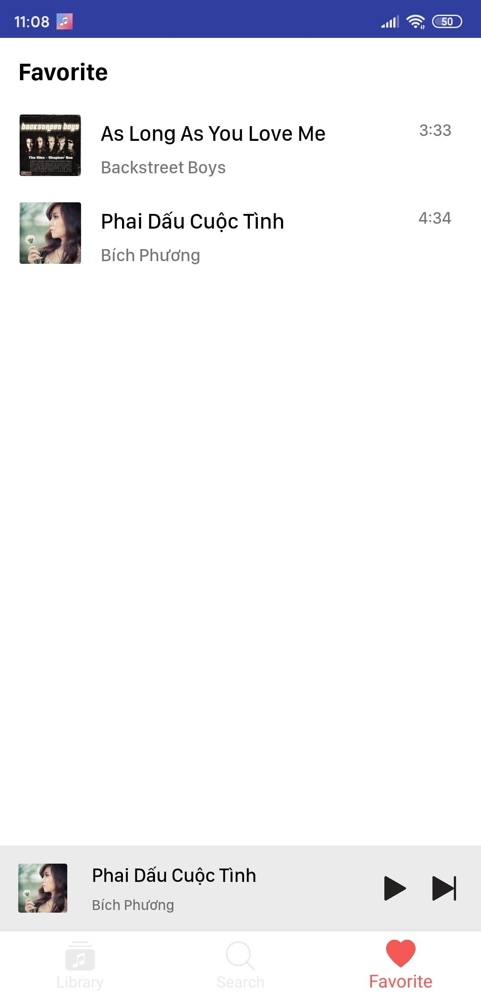 11:08
50
Favorite
backstreet boys
The Hits - Chapter One
As Long As You Love Me
3:33
Backstreet Boys
Phai Dấu Cuộc Tình
4:34
Bích Phương
Phai Dấu Cuộc Tình
Bích Phương
Library
Search
Favorite